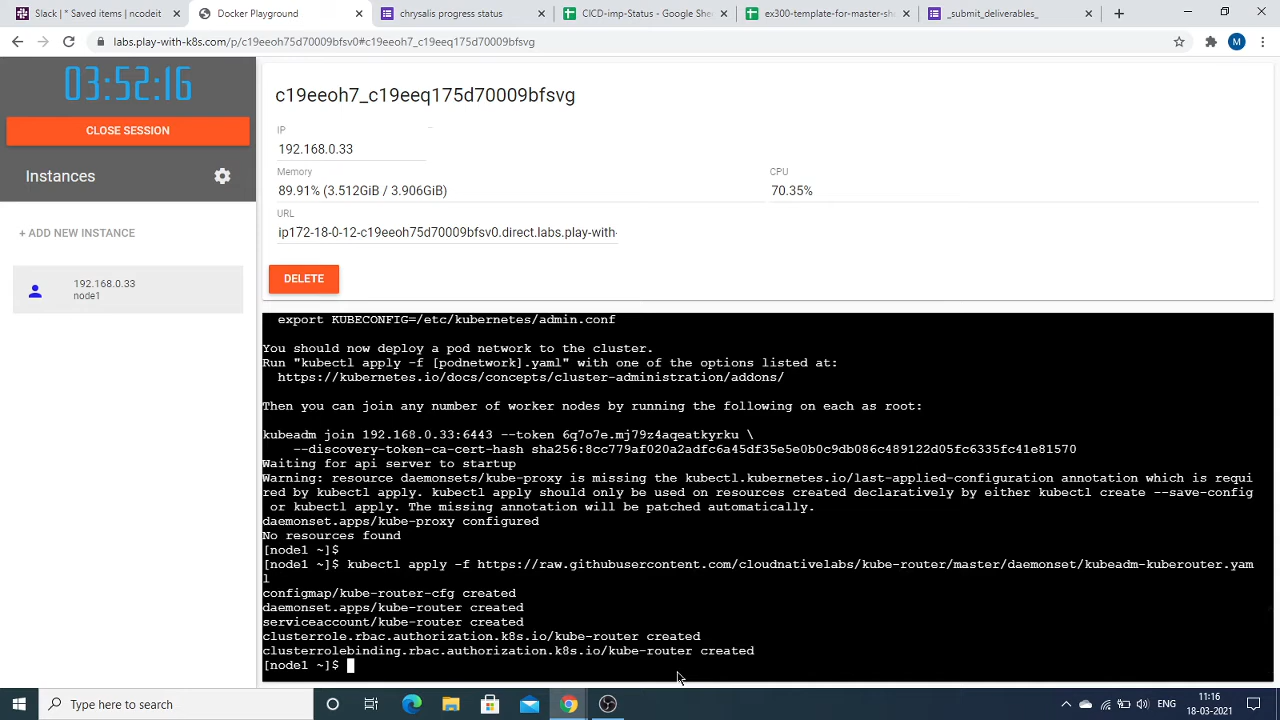 Slack | * Saved items | ncodeit
Docker Playground
chrysalis progress status
CICD-imp-Status - Google She
ex300-template-for-master-sh
_submit_deliverables_
labs.play-with-k8s.com/p/c19eeoh75d70009bfsv0#c19eeoh7_c19eeq175d70009bfsvg
M
03:52:16
CLOSE SESSION
Instances
+ ADD NEW INSTANCE
192.168.0.33
node1
c19eeoh7_c19eeq175d70009bfsvg
IP
192.168.0.33
Memory
CPU
89.91% (3.512GiB / 3.906GiB)
70.35%
URL
ip172-18-0-12-c19eeoh75d70009bfsv0.direct.labs.play-with-
DELETE
export KUBECONFIG=/etc/kubernetes/admin.conf
You should now deploy a pod network to the cluster.
Run "kubectl apply -f [podnetwork].yaml" with one of the options listed at:
https://kubernetes.io/docs/concepts/cluster-administration/addons/
Then you can join any number of worker nodes by running the following on each as root:
kubeadm join 192.168.0.33:6443 --token 6q7o7e.mj79z4aqeatkyrku \
--discovery-token-ca-cert-hash sha256:8cc779af020a2adfc6a45df35e5e0b0c9db086c489122d05fc6335fc41e81570
Waiting for api server to startup
Warning: resource daemonsets/kube-proxy is missing the kubectl.kubernetes.io/last-applied-configuration annotation which is requi
red by kubectl apply. kubectl apply should only be used on resources created declaratively by either kubectl create --save-config
or kubectl apply. The missing annotation will be patched automatically.
daemonset.apps/kube-proxy configured
No resources found
[node1 ~]$
[node1 ~]$ kubectl apply -f https://raw.githubusercontent.com/cloudnativelabs/kube-router/master/daemonset/kubeadm-kuberouter.yam
l
configmap/kube-router-cfg created
daemonset.apps/kube-router created
serviceaccount/kube-router created
clusterrole.rbac.authorization.k8s.io/kube-router created
clusterrolebinding.rbac.authorization.k8s.io/kube-router created
[node1 ~]$
Type here to search
ENG
11:16
18-03-2021